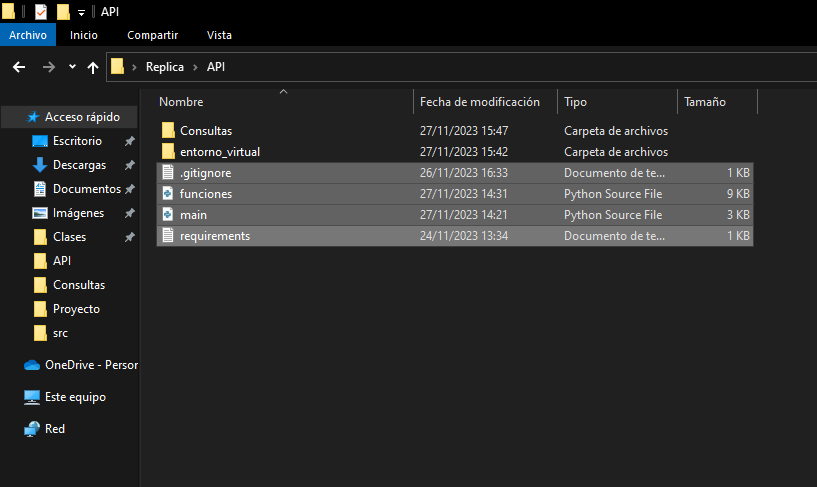 API
Archivo Inicio Compartir Vista
Replica API
Nombre Fecha de modificación Tipo Tamaño
Acceso rápido
Escritorio
Descargas
Documentos
Imágenes
Clases
API
Consultas
Proyecto
src
OneDrive - Person
Este equipo
Red
Consultas 27/11/2023 15:47 Carpeta de archivos
entorno_virtual 27/11/2023 15:42 Carpeta de archivos
.gitignore 26/11/2023 16:33 Documento de te... 1 KB
funciones 27/11/2023 14:31 Python Source File 9 KB
main 27/11/2023 14:21 Python Source File 3 KB
requirements 24/11/2023 13:34 Documento de te... 1 KB